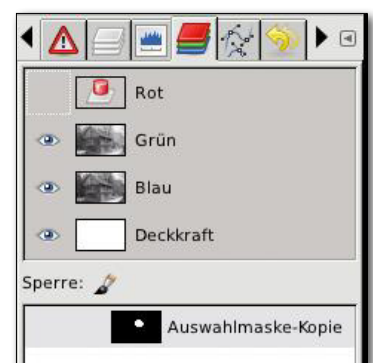 Rot
Grün
Blau
Deckkraft
Sperre:
Auswahlmaske-Kopie